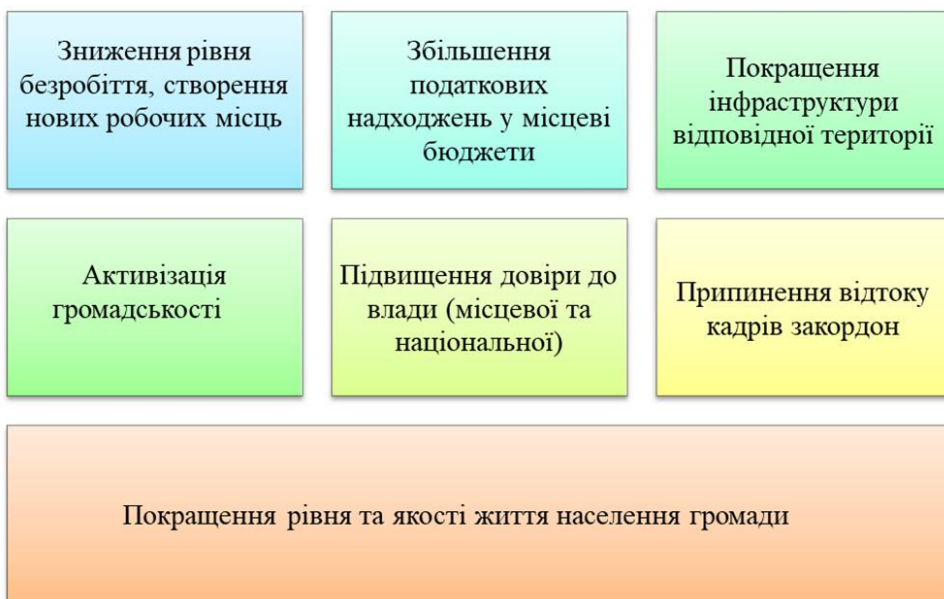 Зниження рівня
безробіття, створення
нових робочих місць
Збільшення
податкових
надходжень у місцеві
бюджети
Покращення
інфраструктури
відповідної території
Активізація
громадськості
Підвищення довіри до
влади (місцевої та
національної)
Припинення відтоку
кадрів закордон
Покращення рівня та якості життя населення громади